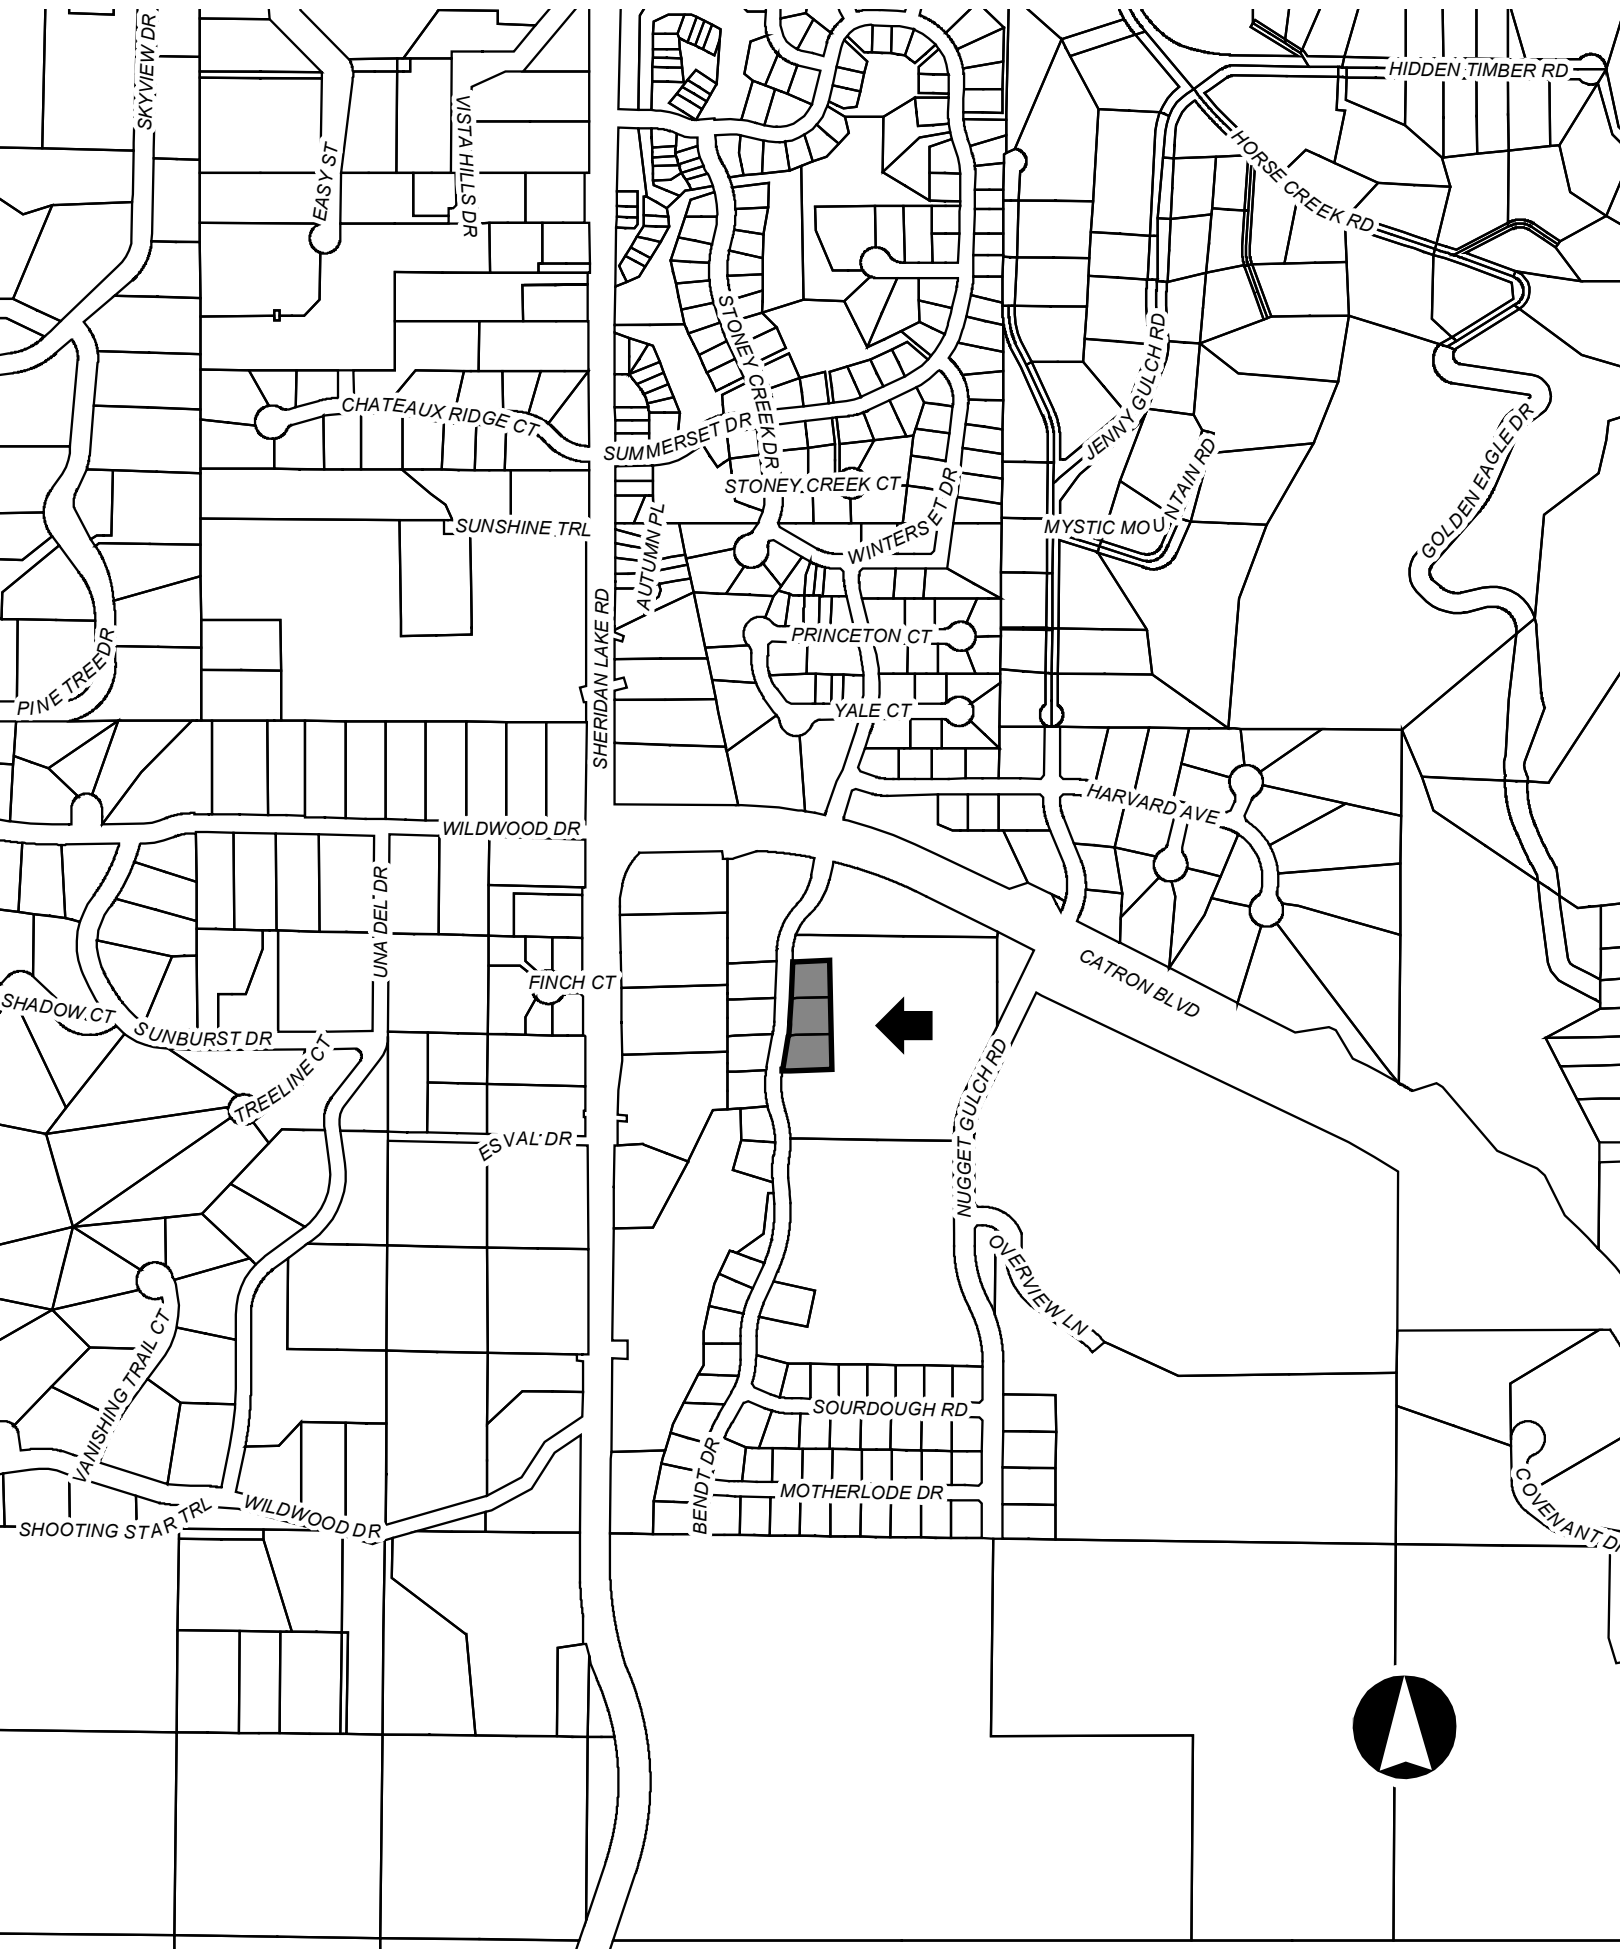 SKYVIEW DR
HIDDEN TIMBER RD
VISTA HILLS DR
EASY ST
HORSE CREEK RD
STONEY CREEK DR
JENNY GULCH RD
CHATEAUX RIDGE CT
SUMMERSET DR
GOLDEN EAGLE DR
STONEY CREEK CT
WINTERSET DR
MYSTIC MOUNTAIN RD
SUNSHINE TRL
AUTUMN PL
SHERIDAN LAKE RD
PRINCETON CT
PINE TREE DR
YALE CT
HARVARD AVE
WILDWOOD DR
UNA DEL DR
FINCH CT
CATRON BLVD
SHADOW CT
SUNBURST DR
TREELINE CT
NUGGET GULCH RD
ESVAL DR
OVERVIEW LN
VANISHING TRAIL CT
SOURDOUGH RD
BENDT DR
MOTHERLODE DR
COVENANT DR
SHOOTING STAR TRL
WILDWOOD DR